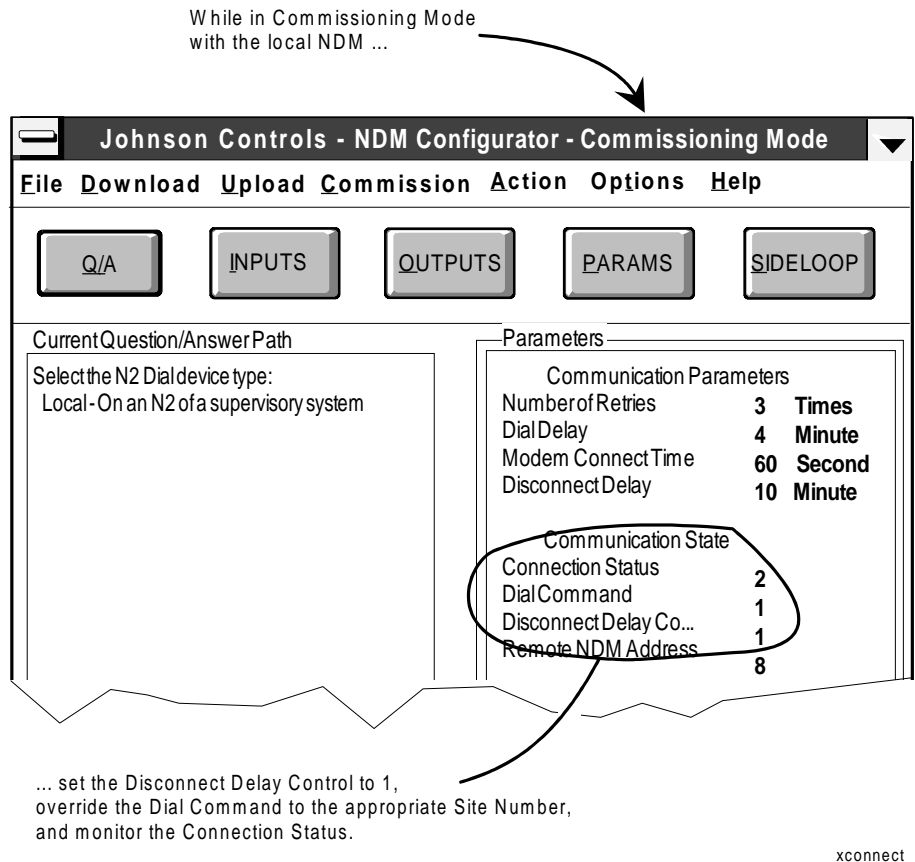 While in Commissioning Mode
with the local NDM ...
Johnson Controls - NDM Configurator - Commissioning Mode
File Download Upload Commission Action Options Help
Q/A INPUTS OUTPUTS PARAMS SIDELOOP
Current Question/Answer Path
Select the N2 Dial device type:
Local - On an N2 of a supervisory system
Parameters
Communication Parameters
Number of Retries 3 Times
Dial Delay 4 Minute
Modem Connect Time 60 Second
Disconnect Delay 10 Minute
Communication State
Connection Status 2
Dial Command 1
Disconnect Delay Co... 1
Remote NDM Address 8
... set the Disconnect Delay Control to 1,
override the Dial Command to the appropriate Site Number,
and monitor the Connection Status.
xconnect